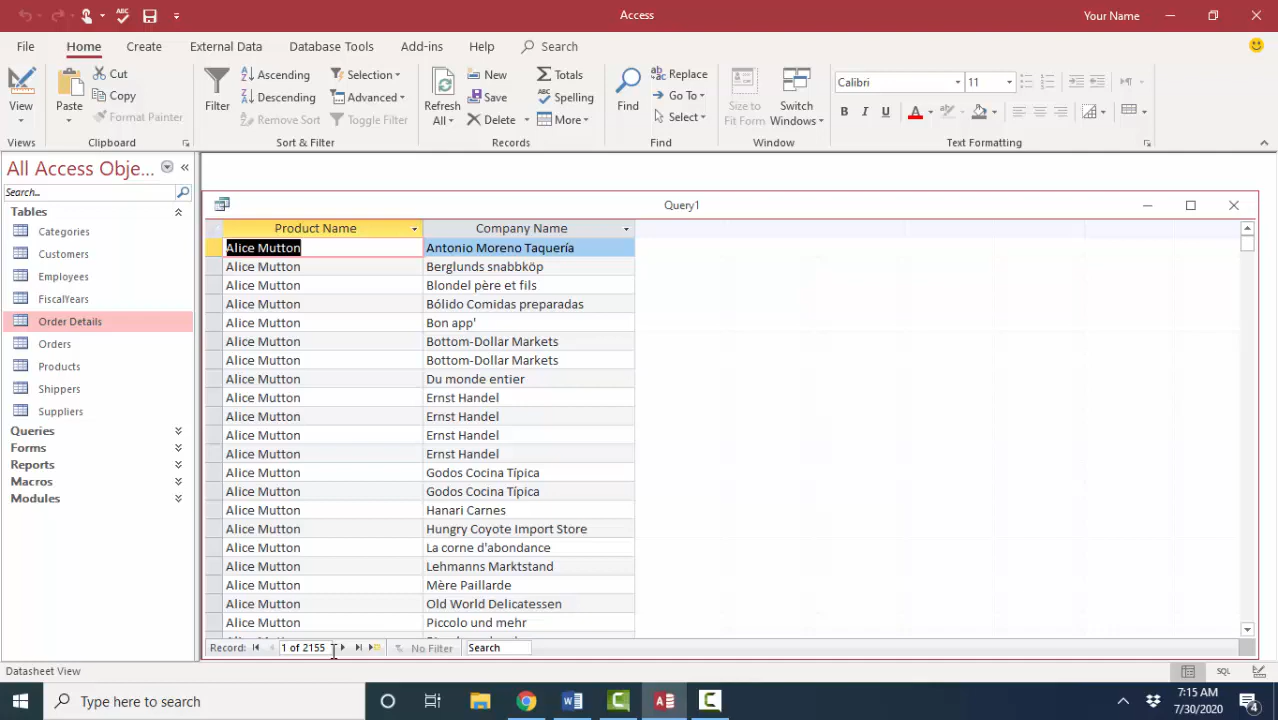 Access
Your Name
File Home Create External Data Database Tools Add-ins Help Search
View
Views
Paste
Cut
Copy
Format Painter
Clipboard
Filter
Ascending
Descending
Remove Sort
Selection
Advanced
Toggle Filter
Sort & Filter
Refresh All
New
Save
Delete
Totals
Spelling
More
Records
Find
Replace
Go To
Select
Find
Size to Fit Form
Switch Windows
Window
Calibri 11
B I U A
Text Formatting
All Access Obje...
Search...
Tables
Categories
Customers
Employees
FiscalYears
Order Details
Orders
Products
Shippers
Suppliers
Queries
Forms
Reports
Macros
Modules
Query1
Product Name Company Name
Alice Mutton Antonio Moreno Taquería
Alice Mutton Berglunds snabbköp
Alice Mutton Blondel père et fils
Alice Mutton Bólido Comidas preparadas
Alice Mutton Bon app'
Alice Mutton Bottom-Dollar Markets
Alice Mutton Bottom-Dollar Markets
Alice Mutton Du monde entier
Alice Mutton Ernst Handel
Alice Mutton Ernst Handel
Alice Mutton Ernst Handel
Alice Mutton Ernst Handel
Alice Mutton Godos Cocina Típica
Alice Mutton Godos Cocina Típica
Alice Mutton Hanari Carnes
Alice Mutton Hungry Coyote Import Store
Alice Mutton La corne d'abondance
Alice Mutton Lehmanns Marktstand
Alice Mutton Mère Paillarde
Alice Mutton Old World Delicatessen
Alice Mutton Piccolo und mehr
Record: 1 of 2155 No Filter Search
Datasheet View
SQL
Type here to search
7:15 AM
7/30/2020
4